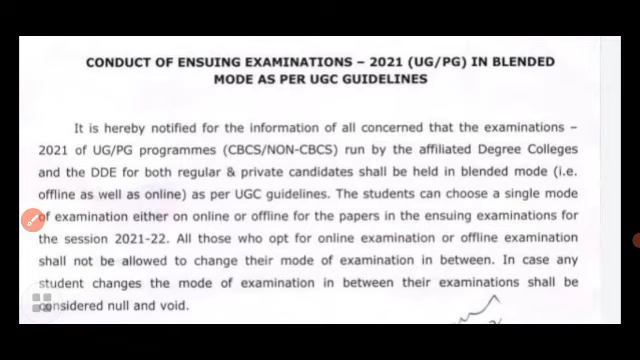 CONDUCT OF ENSUING EXAMINATIONS – 2021 (UG/PG) IN BLENDED
MODE AS PER UGC GUIDELINES
It is hereby notified for the information of all concerned that the examinations –
2021 of UG/PG programmes (CBCS/NON-CBCS) run by the affiliated Degree Colleges
and the DDE for both regular & private candidates shall be held in blended mode (i.e.
offline as well as online) as per UGC guidelines. The students can choose a single mode
of examination either on online or offline for the papers in the ensuing examinations for
the session 2021-22. All those who opt for online examination or offline examination
shall not be allowed to change their mode of examination in between. In case any
student changes the mode of examination in between their examinations shall be
considered null and void.